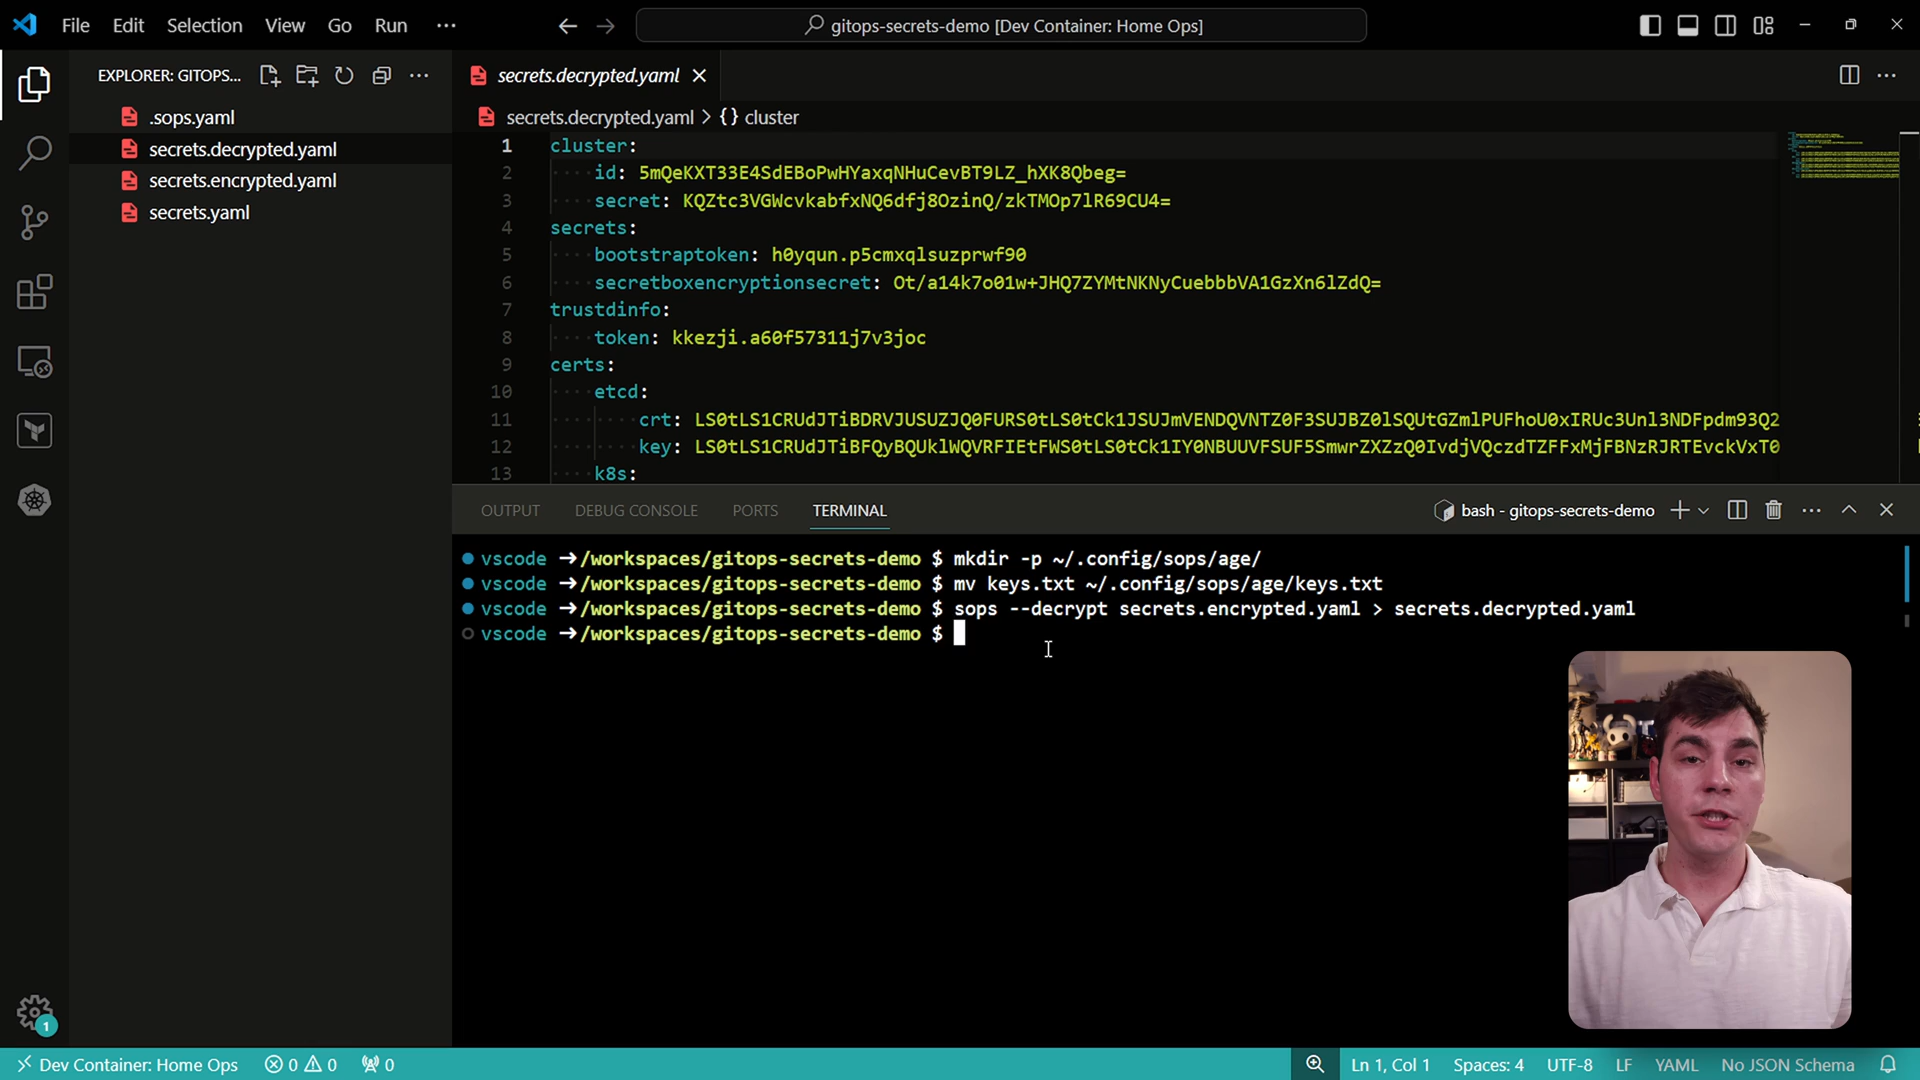 File Edit Selection View Go Run ···
gitops-secrets-demo [Dev Container: Home Ops]
EXPLORER: GITOPS...
.sops.yaml
secrets.decrypted.yaml
secrets.encrypted.yaml
secrets.yaml
secrets.decrypted.yaml
secrets.decrypted.yaml > {} cluster
1 cluster:
2 id: 5mQeKXT33E4SdEBoPwHYaxqNHuCevBT9LZ_hXK8Qbeg=
3 secret: KQZtc3VGWcvkabfxNQ6dfj8OzinQ/zkTMOp7lR69CU4=
4 secrets:
5 bootstraptoken: h0yqun.p5cmxqlsuzprwf90
6 secretboxencryptionsecret: Ot/a14k7o01w+JHQ7ZYMtNKNyCuebbbVA1GzXn6lZdQ=
7 trustdinfo:
8 token: kkezji.a60f57311j7v3joc
9 certs:
10 etcd:
11 crt: LS0tLS1CRUdJTiBDRVJUSUZJQ0FURS0tLS0tCk1JSUJmVENDQVNTZ0F3SUJBZ0lSQUtGZmlPUFhoU0xIRUc3Unl3NDFpdm93Q2
12 key: LS0tLS1CRUdJTiBFQyBQUklWQVRFIEtFWS0tLS0tCk1IY0NBUUVFSUF5SmwrZXZzQ0IvdjVQczdTZFFxMjFBNzRJRTEvckVxT0
13 k8s:
OUTPUT DEBUG CONSOLE PORTS TERMINAL
bash - gitops-secrets-demo
vscode ➜ /workspaces/gitops-secrets-demo $ mkdir -p ~/.config/sops/age/
vscode ➜ /workspaces/gitops-secrets-demo $ mv keys.txt ~/.config/sops/age/keys.txt
vscode ➜ /workspaces/gitops-secrets-demo $ sops --decrypt secrets.encrypted.yaml > secrets.decrypted.yaml
vscode ➜ /workspaces/gitops-secrets-demo $
1
Dev Container: Home Ops 0 0 0
Ln 1, Col 1 Spaces: 4 UTF-8 LF YAML No JSON Schema